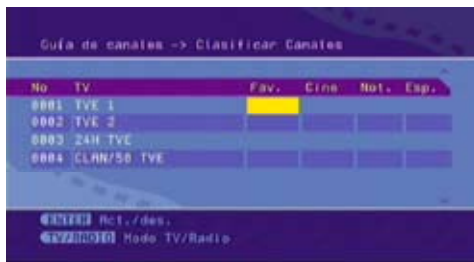 Guía de canales -> Clasificar Canales
No TV Fav. Cine Not. Esp.
0001 TVE 1
0002 TVE 2
0003 24H TVE
0004 CLAN/50 TVE
ENTER Act./des.
TV/RADIO Modo TV/Radio